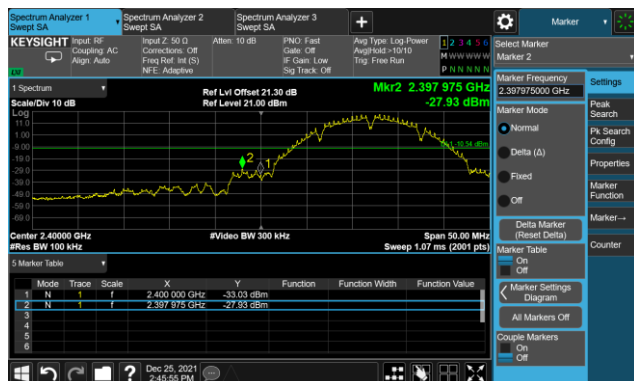 Spectrum Analyzer 1
Swept SA
Spectrum Analyzer 2
Swept SA
Spectrum Analyzer 3
Swept SA
Marker
KEYSIGHT
Input: RF
Coupling: AC
Align: Auto
Input Z: 50 Ω
Corrections: Off
Freq Ref: Int (S)
NFE: Adaptive
Atten: 10 dB
PNO: Fast
Gate: Off
IF Gain: Low
Sig Track: Off
Avg Type: Log-Power
Avg|Hold:>10/10
Trig: Free Run
1 2 3 4 5 6
M W W W W W
P N N N N N
Select Marker
Marker 2
1 Spectrum
Scale/Div 10 dB
Ref Lvl Offset 21.30 dB
Ref Level 21.00 dBm
Mkr2 2.397 975 GHz
-27.93 dBm
Log
11.0
1.00
-9.00
-19.0
-29.0
-39.0
-49.0
-59.0
-69.0
2
1
-10.54 dBm
Center 2.40000 GHz
#Res BW 100 kHz
#Video BW 300 kHz
Span 50.00 MHz
Sweep 1.07 ms (2001 pts)
5 Marker Table
Mode Trace Scale X Y Function Function Width Function Value
1 N 1 f 2.400 000 GHz -33.03 dBm
2 N 1 f 2.397 975 GHz -27.93 dBm
3
4
5
6
Marker Frequency
2.397975000 GHz
Marker Mode
Normal
Delta (Δ)
Fixed
Off
Delta Marker
(Reset Delta)
Marker Table
On
Off
Marker Settings
Diagram
All Markers Off
Couple Markers
On
Off
Settings
Peak
Search
Pk Search
Config
Properties
Marker
Function
Marker→
Counter
Dec 25, 2021
2:45:55 PM